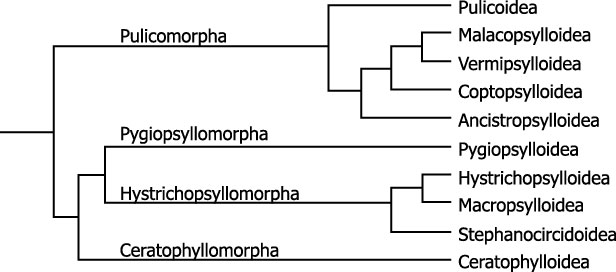 Pulicoidea
Pulicomorpha
Malacopsylloidea
Vermipsylloidea
Coptopsylloidea
Ancistropsylloidea
Pygiopsyllomorpha
Pygiopsylloidea
Hystrichopsylloidea
Hystrichopsyllomorpha
Macropsylloidea
Stephanocircidoidea
Ceratophyllomorpha
Ceratophylloidea